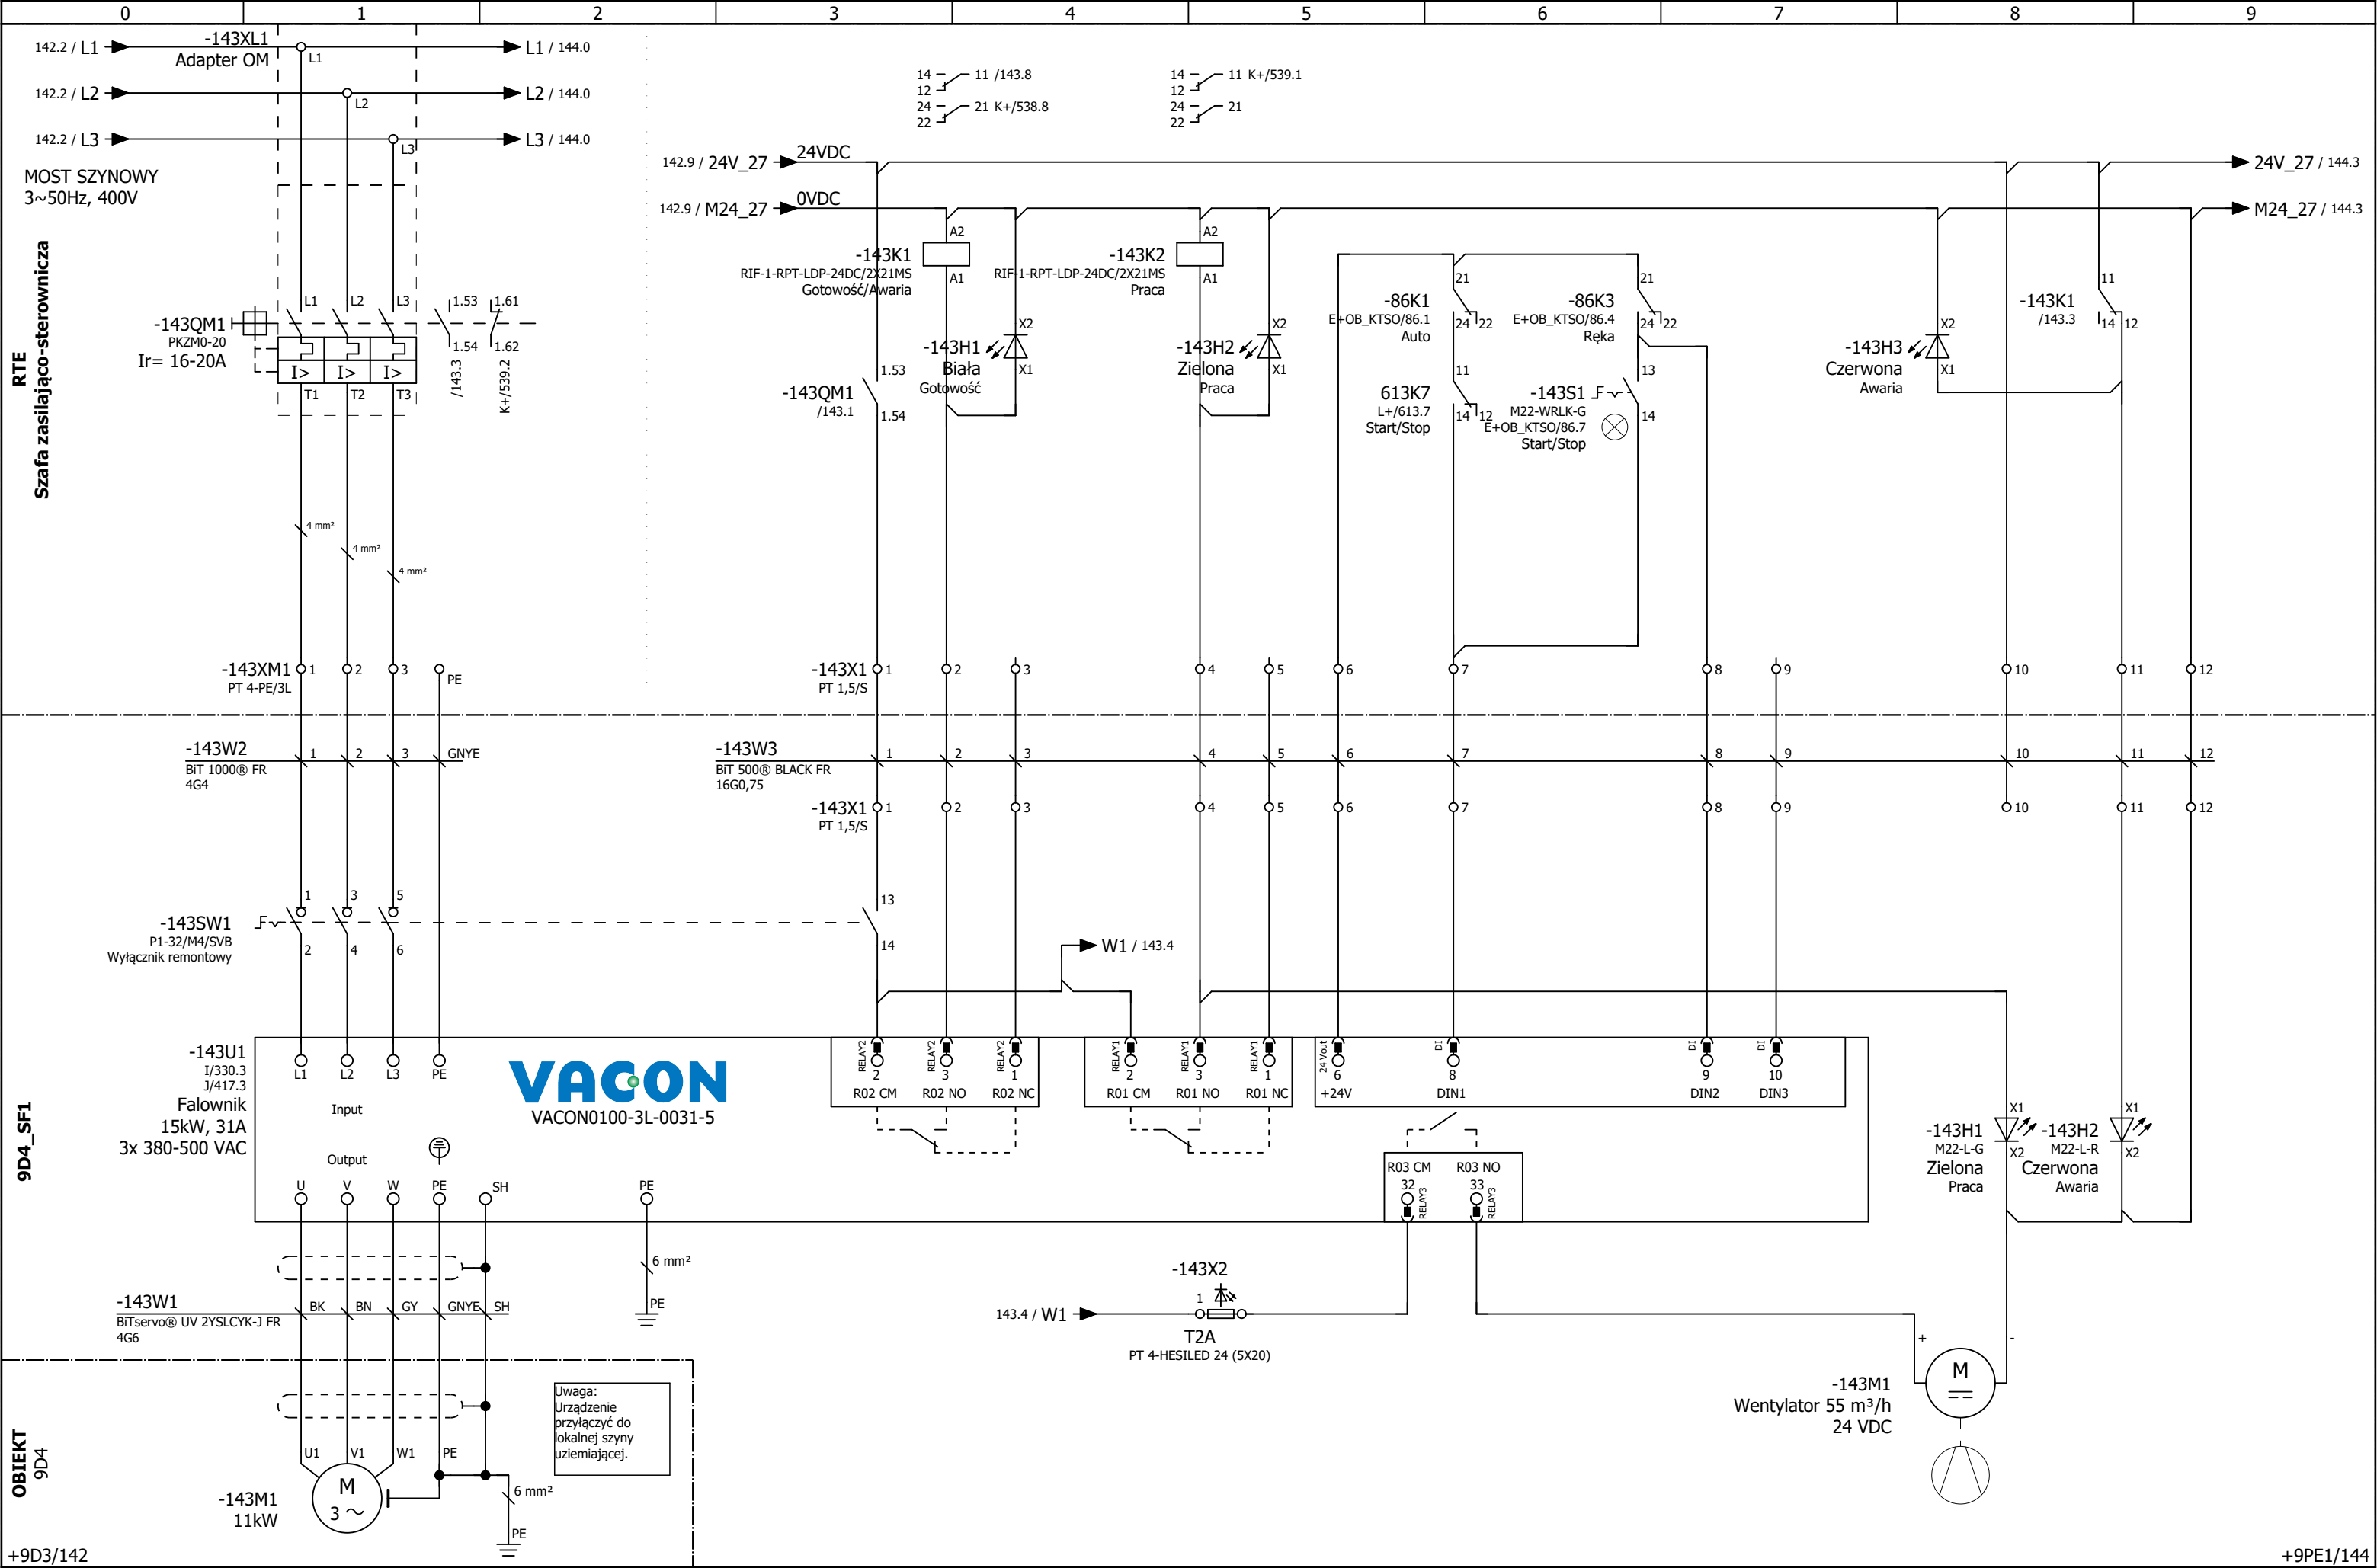 0 1 2 3 4 5 6 7 8 9
142.2 / L1
-143XL1
Adapter OM
L1
L1 / 144.0
142.2 / L2
L2
L2 / 144.0
142.2 / L3
L3
L3 / 144.0
MOST SZYNOWY
3~50Hz, 400V
14 11 /143.8
12
24 21 K+/538.8
22
14 11 K+/539.1
12
24 21
22
142.9 / 24V_27
24VDC
24V_27 / 144.3
142.9 / M24_27
0VDC
M24_27 / 144.3
RTE
Szafa zasilająco-sterownicza
-143QM1
PKZM0-20
Ir= 16-20A
L1 L2 L3
I> I> I>
T1 T2 T3
1.53
1.54
/143.3
1.61
1.62
K+/539.2
-143K1
RIF-1-RPT-LDP-24DC/2X21MS
Gotowość/Awaria
A2
A1
-143K2
RIF-1-RPT-LDP-24DC/2X21MS
Praca
A2
A1
-143QM1
/143.1
1.53
1.54
-143H1
Biała
Gotowość
X2
X1
-143H2
Zielona
Praca
X2
X1
-86K1
E+OB_KTSO/86.1
Auto
21
24 22
-86K3
E+OB_KTSO/86.4
Ręka
21
24 22
613K7
L+/613.7
Start/Stop
11
14 12
-143S1
M22-WRLK-G
E+OB_KTSO/86.7
Start/Stop
13
14
-143H3
Czerwona
Awaria
X2
X1
-143K1
/143.3
11
14 12
4 mm²
4 mm²
4 mm²
-143XM1
PT 4-PE/3L
1 2 3 PE
-143X1
PT 1,5/S
1 2 3 4 5 6 7 8 9 10 11 12
-143W2
BiT 1000® FR
4G4
1 2 3 GNYE
-143W3
BiT 500® BLACK FR
16G0,75
1 2 3 4 5 6 7 8 9 10 11 12
-143X1
PT 1,5/S
1 2 3 4 5 6 7 8 9 10 11 12
-143SW1
P1-32/M4/SVB
Wyłącznik remontowy
1 3 5
2 4 6
13
14
W1 / 143.4
9D4_SF1
-143U1
I/330.3
J/417.3
Falownik
15kW, 31A
3x 380-500 VAC
L1 L2 L3 PE
Input
Output
VACON
VACON0100-3L-0031-5
RELAY2 RELAY2 RELAY2
2 3 1
R02 CM R02 NO R02 NC
RELAY1 RELAY1 RELAY1
2 3 1
R01 CM R01 NO R01 NC
24 Vout DI DI DI
6 8 9 10
+24V DIN1 DIN2 DIN3
R03 CM R03 NO
32 33
RELAY3 RELAY3
-143H1
M22-L-G
Zielona
Praca
X1
X2
-143H2
M22-L-R
Czerwona
Awaria
X1
X2
U V W PE SH
PE
6 mm²
PE
-143W1
BiTservo® UV 2YSLCYK-J FR
4G6
BK BN GY GNYE SH
143.4 / W1
-143X2
1
T2A
PT 4-HESILED 24 (5X20)
+ -
M
-143M1
Wentylator 55 m³/h
24 VDC
OBIEKT
9D4
U1 V1 W1 PE
M
3
-143M1
11kW
6 mm²
PE
Uwaga:
Urządzenie
przyłączyć do
lokalnej szyny
uziemiającej.
+9D3/142
+9PE1/144